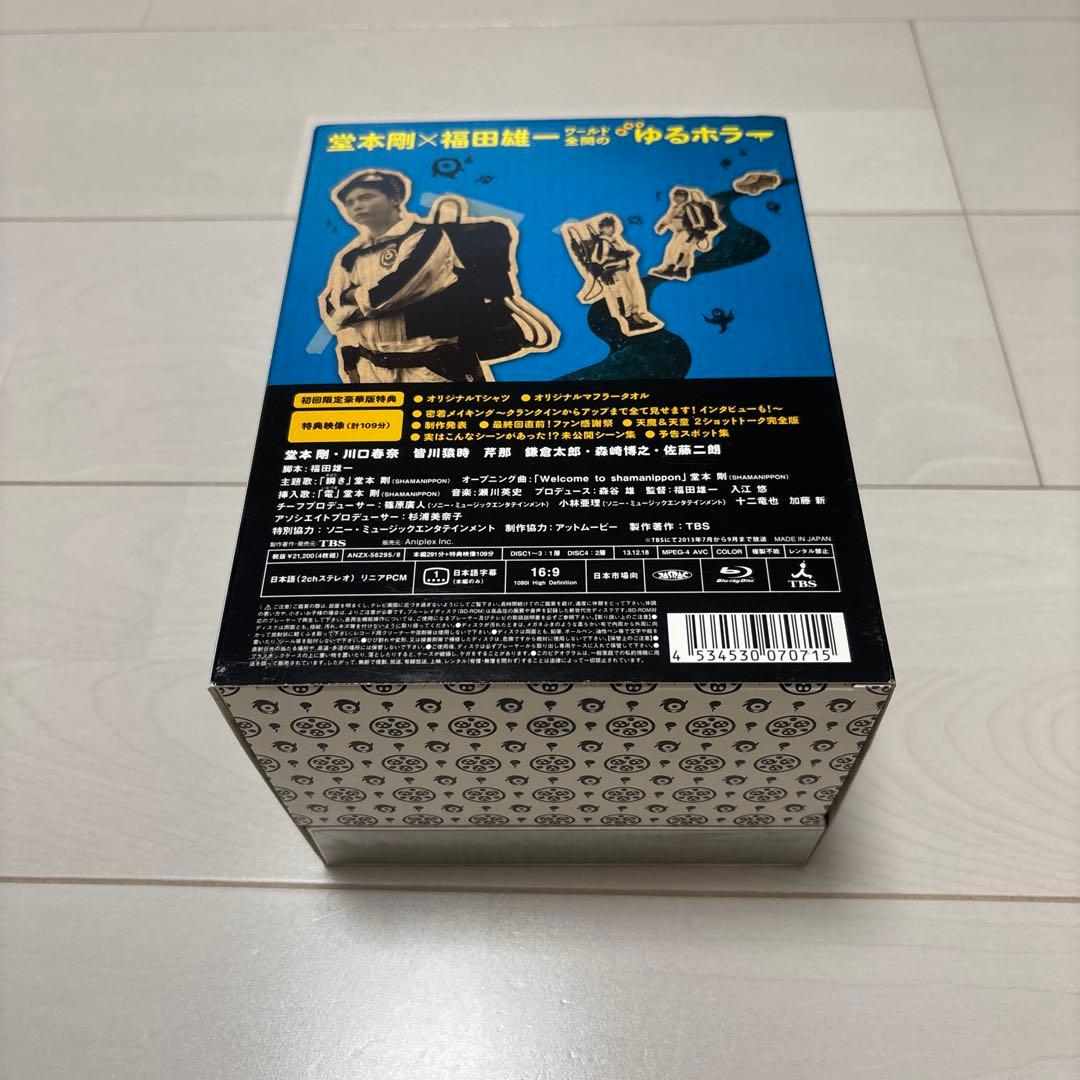 堂本剛×福田雄一 ワールド全開の ゆるホラー
初回限定豪華版特典 ●オリジナルTシャツ ●オリジナルマフラータオル
特典映像(計109分) ●密着メイキング〜クランクインからアップまで全て見せます!インタビューも!〜
●制作発表 ●最終回直前!ファン感謝祭 ●天魔&天童 2ショットトーク完全版
●実はこんなシーンがあった!?未公開シーン集 ●予告スポット集
堂本 剛・川口春奈 皆川猿時 芹那 鎌倉太郎・森崎博之・佐藤二朗
脚本:福田雄一
主題歌:「瞬き」堂本 剛(SHAMANIPPON) オープニング曲:「Welcome to shamanippon」堂本 剛(SHAMANIPPON)
挿入歌:「電」堂本 剛(SHAMANIPPON) 音楽:瀬川英史 プロデュース:森谷 雄 監督:福田雄一 入江 悠
チーフプロデューサー:篠原廣人(ソニー・ミュージックエンタテインメント) 小林亜理(ソニー・ミュージックエンタテインメント) 十二竜也 加藤 新
アソシエイトプロデューサー:杉浦美奈子
特別協力:ソニー・ミュージックエンタテインメント 制作協力:アットムービー 製作著作:TBS
製作著作・発売元:TBS 販売元:Aniplex Inc. ※TBSにて2013年7月から9月まで放送 MADE IN JAPAN
税抜 ¥21,200(4枚組) ANZX-56295/8 本編291分+特典映像109分 DISC1〜3:1層 DISC4:2層 13.12.18 MPEG-4 AVC COLOR 複製不能 レンタル禁止
日本語(2chステレオ) リニアPCM 1 日本語字幕(本編のみ) 16:9 1080i High Definition 日本市場向 JASRAC Blu-ray Disc TBS
4 534530 070715